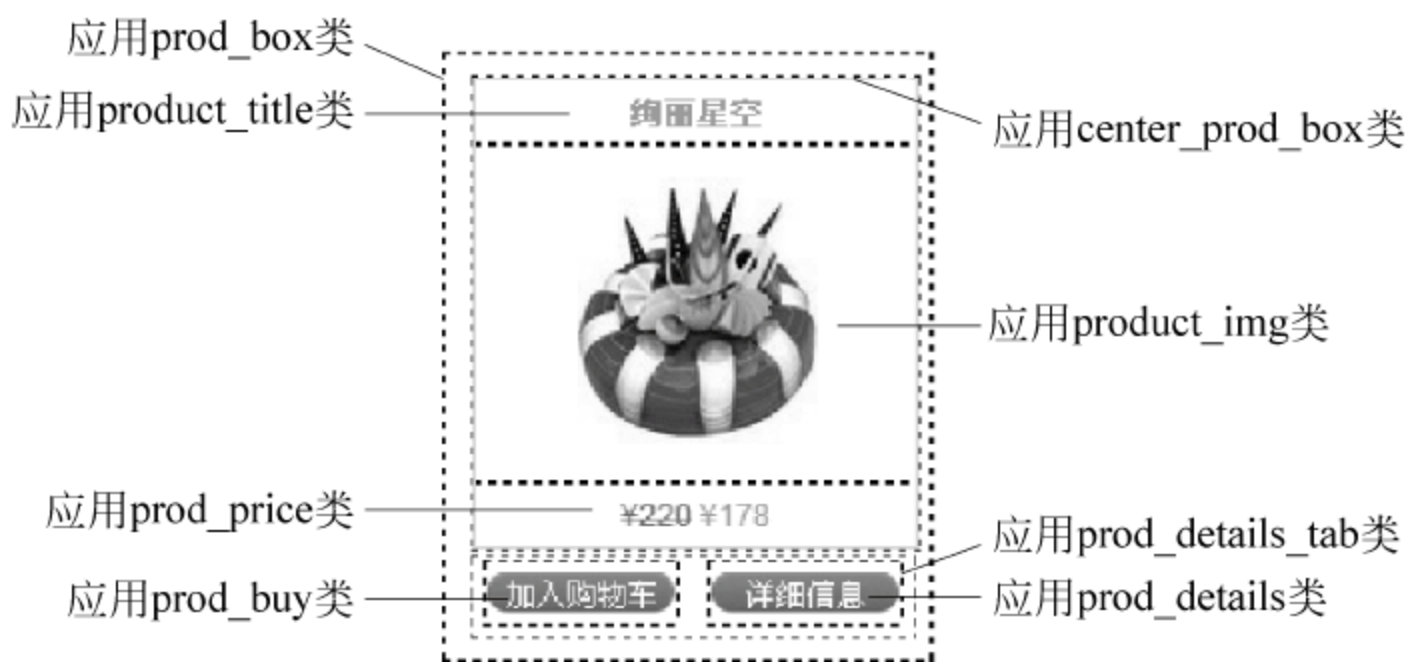 应用prod_box类
应用product_title类
绚丽星空
应用center_prod_box类
应用product_img类
应用prod_price类
¥220 ¥178
应用prod_details_tab类
应用prod_buy类
加入购物车
详细信息
应用prod_details类